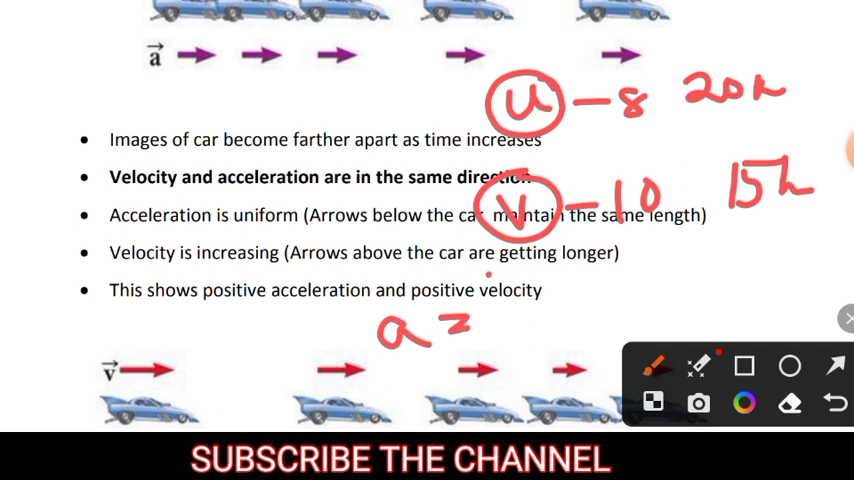 a
U - 8 20h
• Images of car become farther apart as time increases
• Velocity and acceleration are in the same direction
V - 10 15h
• Acceleration is uniform (Arrows below the car maintain the same length)
• Velocity is increasing (Arrows above the car are getting longer)
• This shows positive acceleration and positive velocity
a =
v
SUBSCRIBE THE CHANNEL